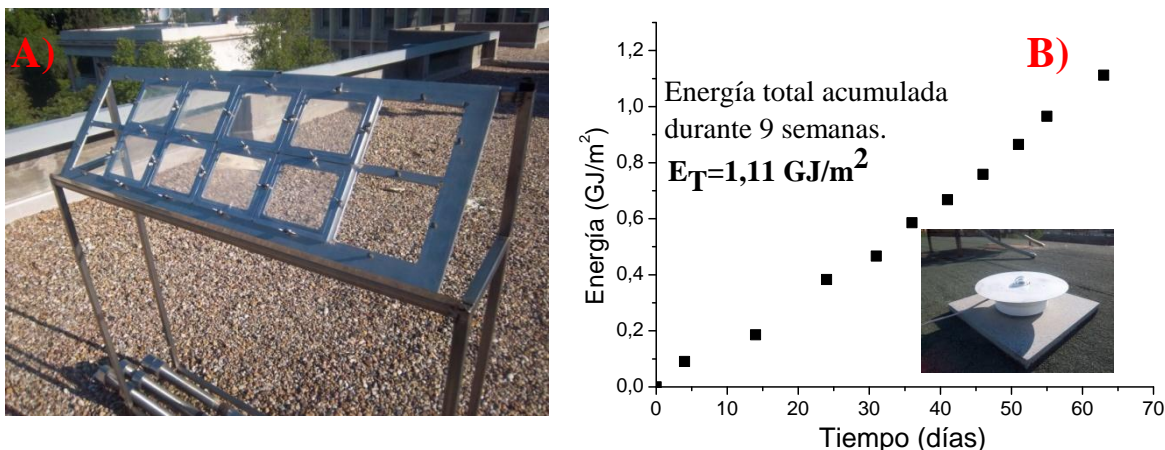 A)
B)
Energía total acumulada
durante 9 semanas.
E_T=1,11 GJ/m²
Energía (GJ/m²)
1,2
1,0
0,8
0,6
0,4
0,2
0,0
0 10 20 30 40 50 60 70
Tiempo (días)